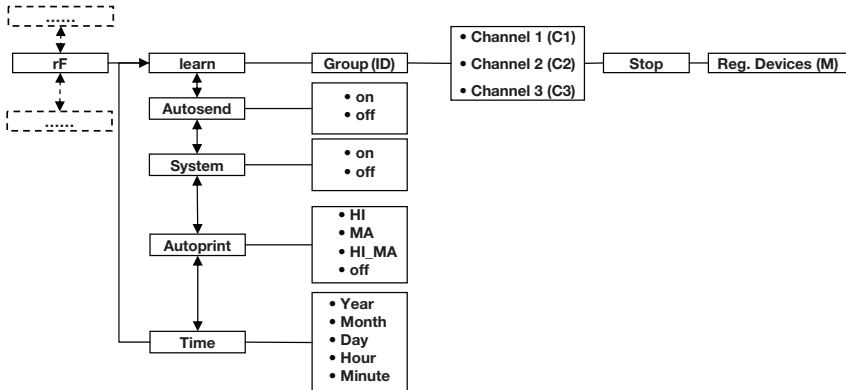 ......
rF
......
learn
Group (ID)
• Channel 1 (C1)
• Channel 2 (C2)
• Channel 3 (C3)
Stop
Reg. Devices (M)
Autosend
• on
• off
System
• on
• off
Autoprint
• HI
• MA
• HI_MA
• off
Time
• Year
• Month
• Day
• Hour
• Minute